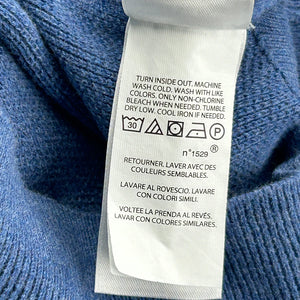 TURN INSIDE OUT. MACHINE
WASH COLD. WASH WITH LIKE
COLORS. ONLY NON-CHLORINE
BLEACH WHEN NEEDED. TUMBLE
DRY LOW. COOL IRON IF NEEDED.
30 P
n°1529 ®
RETOURNER. LAVER AVEC DES
COULEURS SEMBLABLES.
LAVARE AL ROVESCIO. LAVARE
CON COLORI SIMILI.
VOLTEE LA PRENDA AL REVÉS.
LAVAR CON COLORES SIMILARES.